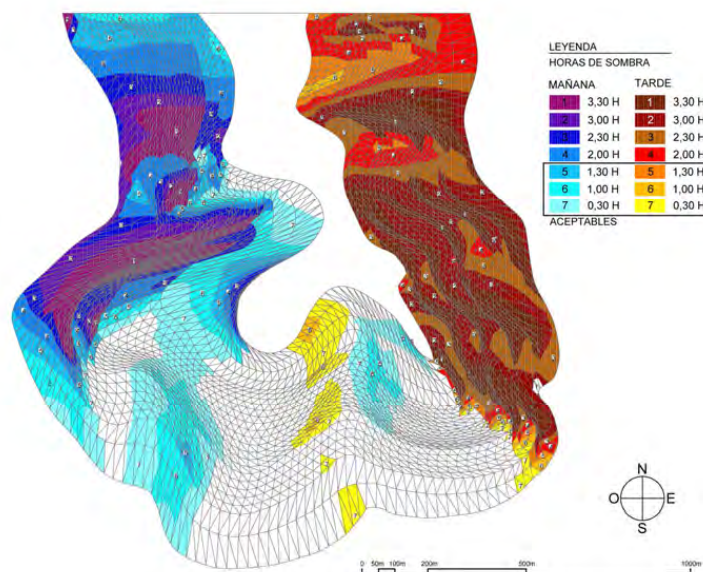 LEYENDA
HORAS DE SOMBRA
MAÑANA TARDE
1 3,30 H 1 3,30 H
2 3,00 H 2 3,00 H
3 2,30 H 3 2,30 H
4 2,00 H 4 2,00 H
5 1,30 H 5 1,30 H
6 1,00 H 6 1,00 H
7 0,30 H 7 0,30 H
ACEPTABLES
N
O E
S
0 50m 100m 200m 500m 1000m